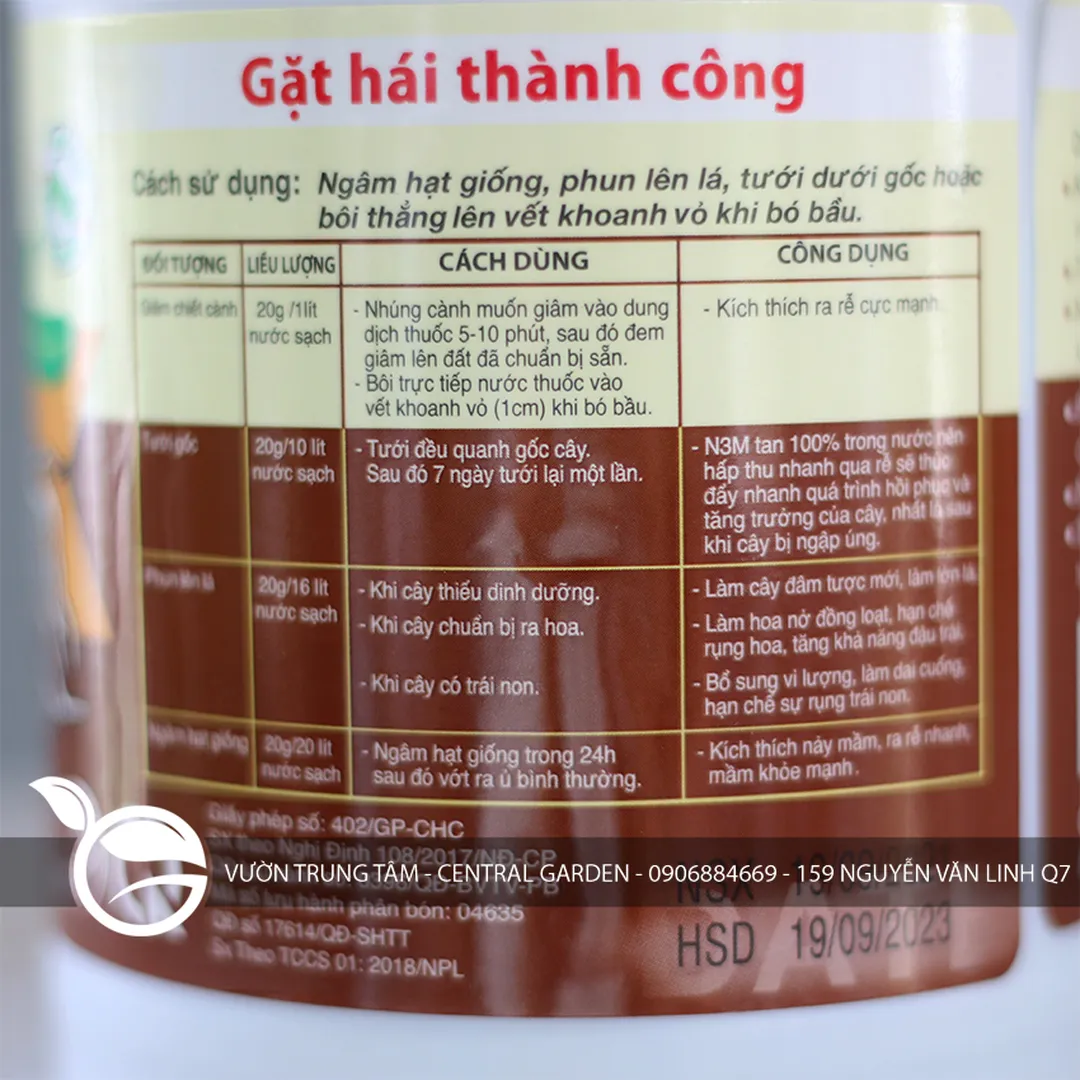 Gặt hái thành công
Cách sử dụng: Ngâm hạt giống, phun lên lá, tưới dưới gốc hoặc
bôi thẳng lên vết khoanh vỏ khi bó bầu.
ĐỐI TƯỢNG LIỀU LƯỢNG CÁCH DÙNG CÔNG DỤNG
Giâm chiết cành
20g /1lít
nước sạch
- Nhúng cành muốn giâm vào dung
dịch thuốc 5-10 phút, sau đó đem
giâm lên đất đã chuẩn bị sẵn.
- Bôi trực tiếp nước thuốc vào
vết khoanh vỏ (1cm) khi bó bầu.
- Kích thích ra rễ cực mạnh.
Tưới gốc
20g/10 lít
nước sạch
- Tưới đều quanh gốc cây.
Sau đó 7 ngày tưới lại một lần.
- N3M tan 100% trong nước nên
hấp thu nhanh qua rễ sẽ thúc
đẩy nhanh quá trình hồi phục và
tăng trưởng của cây, nhất là sau
khi cây bị ngập úng.
Phun lên lá
20g/16 lít
nước sạch
- Khi cây thiếu dinh dưỡng.
- Khi cây chuẩn bị ra hoa.
- Khi cây có trái non.
- Làm cây đâm tược mới, làm lớn lá.
- Làm hoa nở đồng loạt, hạn chế
rụng hoa, tăng khả năng đậu trái.
- Bổ sung vi lượng, làm dai cuống,
hạn chế sự rụng trái non.
Ngâm hạt giống
20g/20 lít
nước sạch
- Ngâm hạt giống trong 24h
sau đó vớt ra ủ bình thường.
- Kích thích nảy mầm, ra rễ nhanh,
mầm khỏe mạnh.
Giấy phép số: 402/GP-CHC
SX theo Nghị Định 108/2017/NĐ-CP
VƯỜN TRUNG TÂM - CENTRAL GARDEN - 0906884669 - 159 NGUYỄN VĂN LINH Q7
Mã số lưu hành phân bón: 04635
QĐ số 17614/QĐ-SHTT
Sx Theo TCCS 01: 2018/NPL
NSX
HSD 19/09/2023